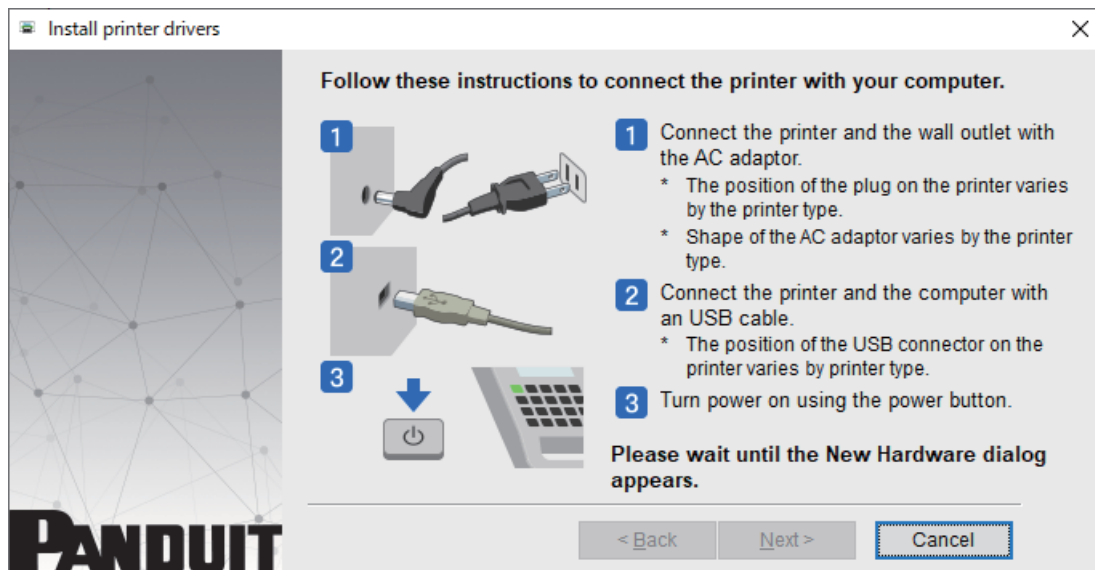 Install printer drivers
Follow these instructions to connect the printer with your computer.
1
2
3
1 Connect the printer and the wall outlet with
the AC adaptor.
* The position of the plug on the printer varies
by the printer type.
* Shape of the AC adaptor varies by the printer
type.
2 Connect the printer and the computer with
an USB cable.
* The position of the USB connector on the
printer varies by printer type.
3 Turn power on using the power button.
Please wait until the New Hardware dialog
appears.
PANDUIT
< Back Next > Cancel